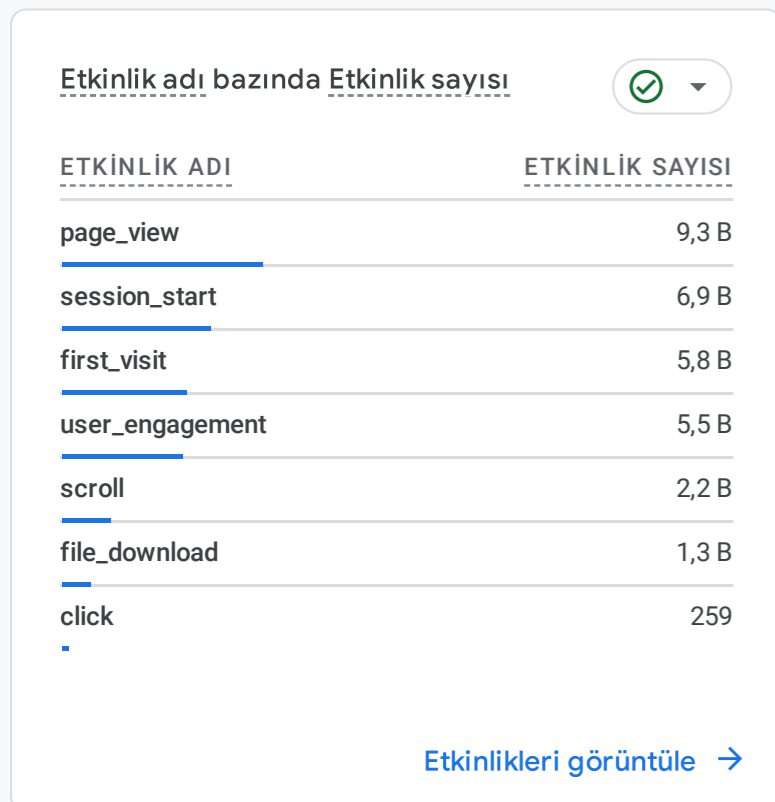 Etkinlik adı bazında Etkinlik sayısı
ETKİNLİK ADI ETKİNLİK SAYISI
page_view 9,3 B
session_start 6,9 B
first_visit 5,8 B
user_engagement 5,5 B
scroll 2,2 B
file_download 1,3 B
click 259
Etkinlikleri görüntüle